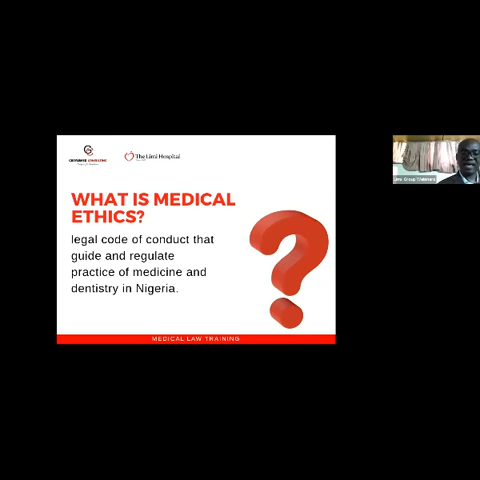 The Limi Hospital
WHAT IS MEDICAL
ETHICS?
legal code of conduct that
guide and regulate
practice of medicine and
dentistry in Nigeria.
MEDICAL LAW TRAINING